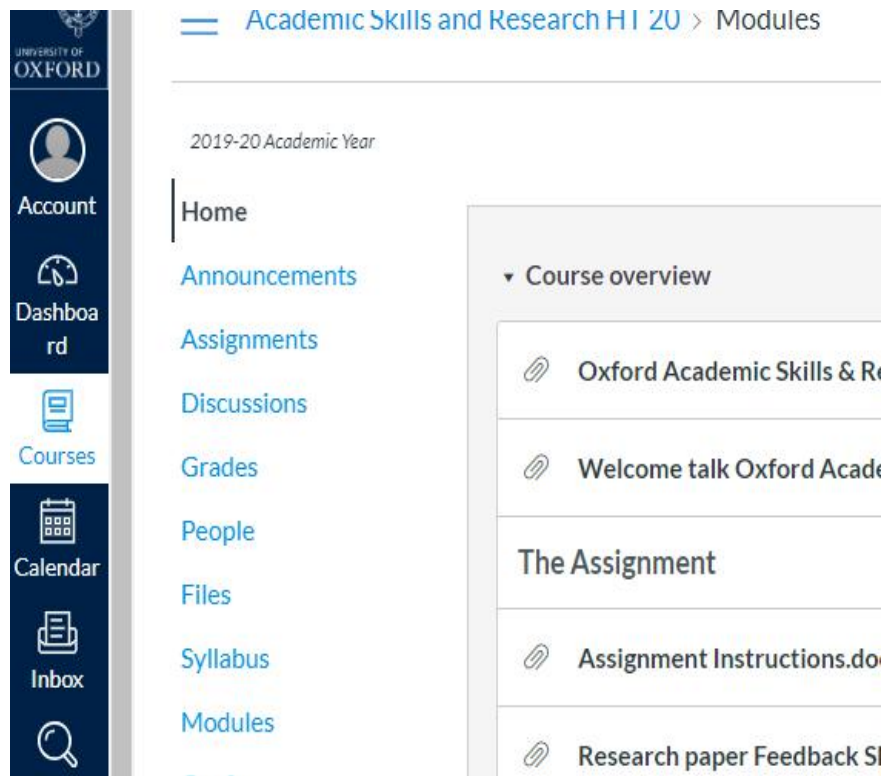 UNIVERSITY OF
OXFORD
Account
Dashboa
rd
Courses
Calendar
Inbox
Academic Skills and Research HT 20 > Modules
2019-20 Academic Year
Home
Announcements
Assignments
Discussions
Grades
People
Files
Syllabus
Modules
Course overview
Oxford Academic Skills & Re
Welcome talk Oxford Acade
The Assignment
Assignment Instructions.do
Research paper Feedback S